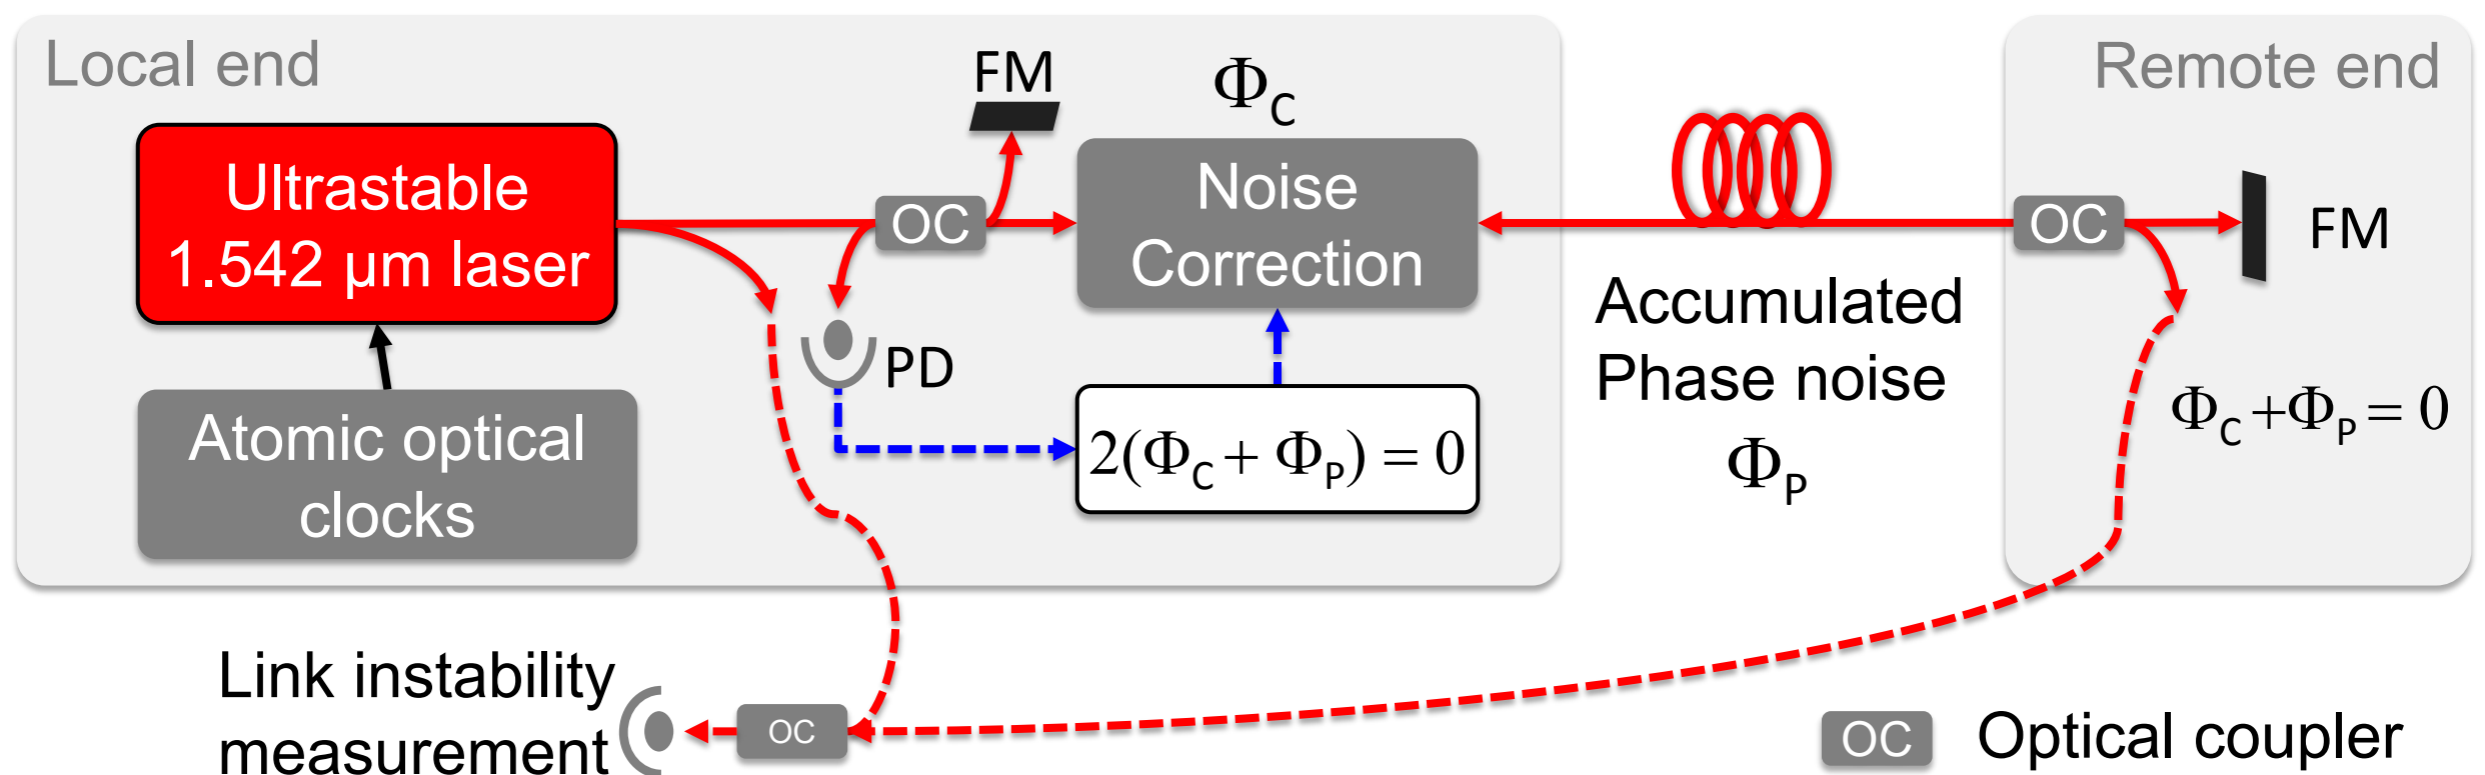 Local end
FM
Φ_C
Remote end
Ultrastable
1.542 µm laser
OC
Noise
Correction
OC
FM
PD
Accumulated
Phase noise
Φ_P
Atomic optical
clocks
2(Φ_C + Φ_P) = 0
Φ_C + Φ_P = 0
Link instability
measurement
OC
OC
Optical coupler